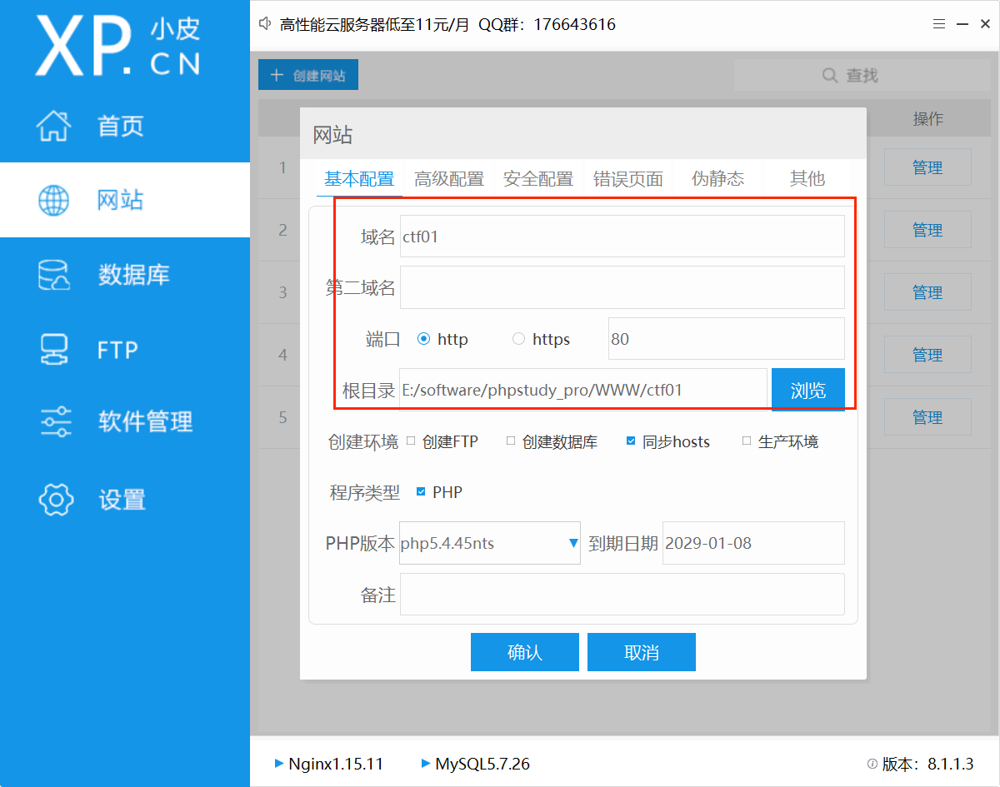 XP.CN 小皮
高性能云服务器低至11元/月 QQ群：176643616
首页
网站
数据库
FTP
软件管理
设置
＋ 创建网站
查找
操作
1 管理
2 管理
3 管理
4 管理
5 管理
网站
基本配置 高级配置 安全配置 错误页面 伪静态 其他
域名 ctf01
第二域名
端口 http https 80
根目录 E:/software/phpstudy_pro/WWW/ctf01 浏览
创建环境 创建FTP 创建数据库 同步hosts 生产环境
程序类型 PHP
PHP版本 php5.4.45nts 到期日期 2029-01-08
备注
确认 取消
Nginx1.15.11 MySQL5.7.26 版本：8.1.1.3